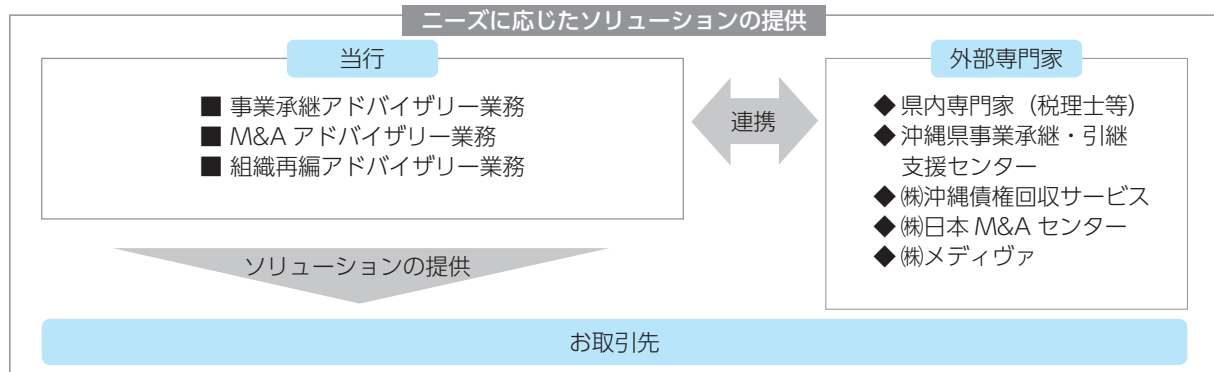 ニーズに応じたソリューションの提供
当行
■ 事業承継アドバイザリー業務
■ M&A アドバイザリー業務
■ 組織再編アドバイザリー業務
連携
外部専門家
◆ 県内専門家（税理士等）
◆ 沖縄県事業承継・引継
支援センター
◆ ㈱沖縄債権回収サービス
◆ ㈱日本 M&A センター
◆ ㈱メディヴァ
ソリューションの提供
お取引先